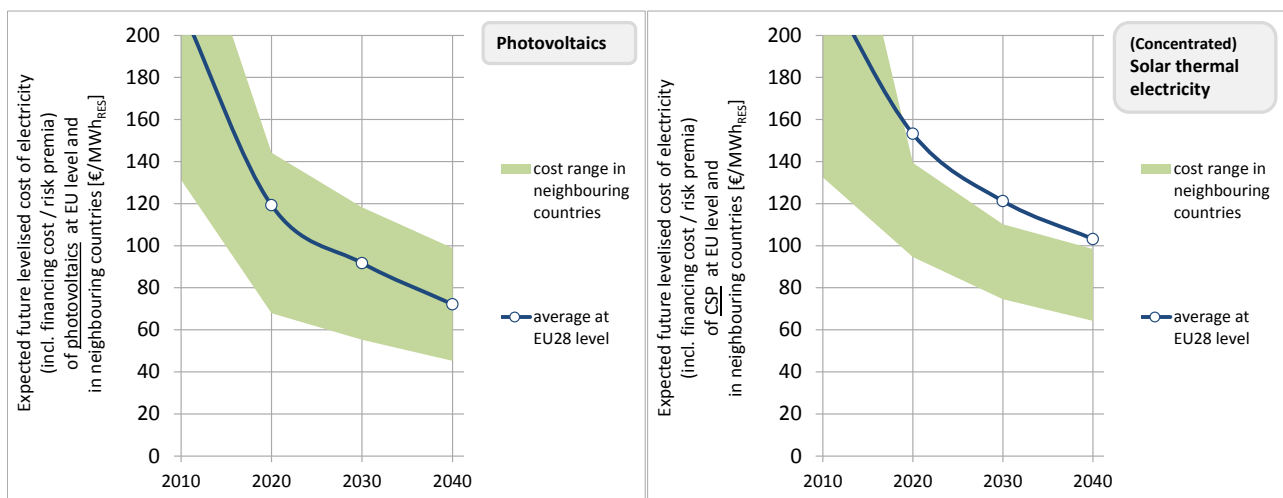 Expected future levelised cost of electricity
(incl. financing cost / risk premia)
of photovoltaics at EU level and
in neighbouring countries [€/MWhRES]
200
180
160
140
120
100
80
60
40
20
0
2010
2020
2030
2040
Photovoltaics
cost range in
neighbouring
countries
average at
EU28 level
Expected future levelised cost of electricity
(incl. financing cost / risk premia)
of CSP at EU level and
in neighbouring countries [€/MWhRES]
200
180
160
140
120
100
80
60
40
20
0
2010
2020
2030
2040
(Concentrated)
Solar thermal
electricity
cost range in
neighbouring
countries
average at
EU28 level